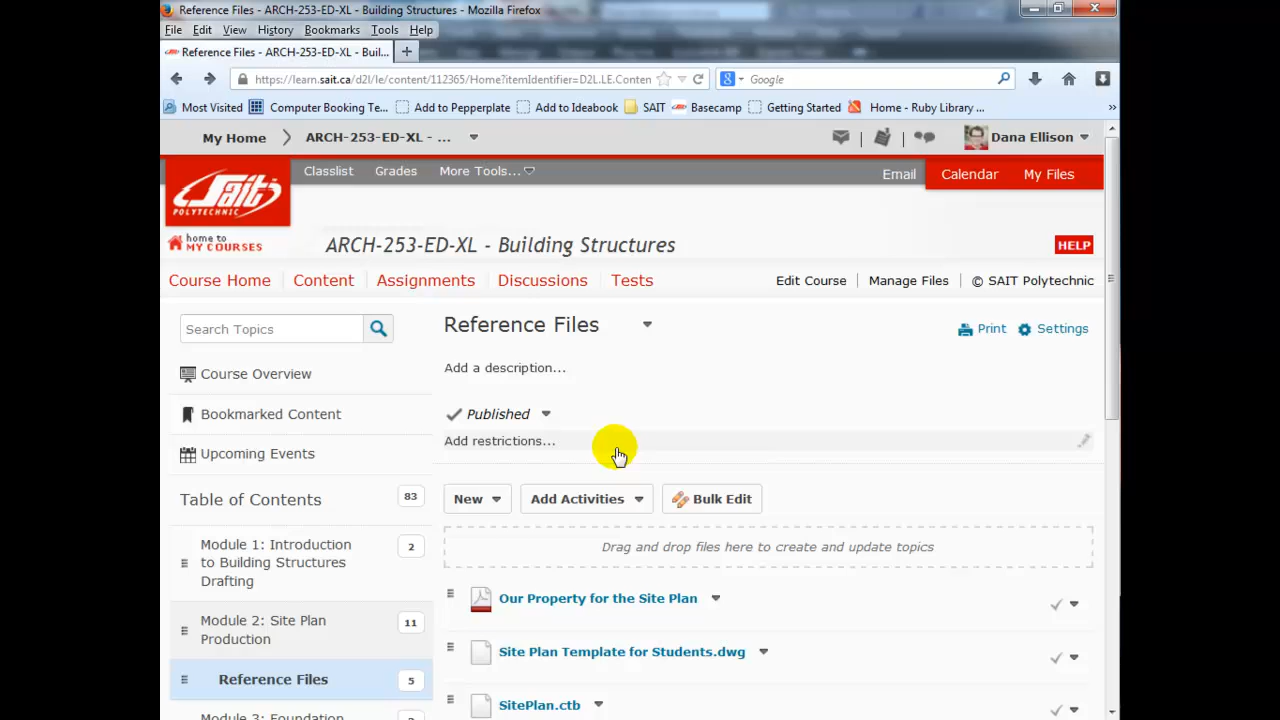 Reference Files - ARCH-253-ED-XL - Building Structures - Mozilla Firefox
File Edit View History Bookmarks Tools Help
Reference Files - ARCH-253-ED-XL - Buil...
https://learn.sait.ca/d2l/le/content/112365/Home?itemIdentifier=D2L.LE.Conten
Google
Most Visited Computer Booking Te... Add to Pepperplate Add to Ideabook SAIT Basecamp Getting Started Home - Ruby Library ...
My Home ARCH-253-ED-XL - ... Dana Ellison
Classlist Grades More Tools... Email Calendar My Files
Sait
POLYTECHNIC
home to
MY COURSES
ARCH-253-ED-XL - Building Structures
HELP
Course Home Content Assignments Discussions Tests Edit Course Manage Files © SAIT Polytechnic
Search Topics
Course Overview
Bookmarked Content
Upcoming Events
Table of Contents 83
Module 1: Introduction
to Building Structures
Drafting
2
Module 2: Site Plan
Production
11
Reference Files 5
Module 3: Foundation
Reference Files
Print Settings
Add a description...
Published
Add restrictions...
New Add Activities Bulk Edit
Drag and drop files here to create and update topics
Our Property for the Site Plan
Site Plan Template for Students.dwg
SitePlan.ctb